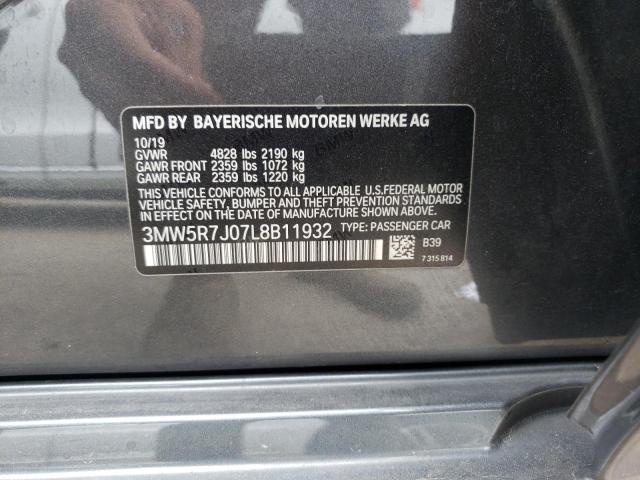 MFD BY BAYERISCHE MOTOREN WERKE AG
10/19
GVWR 4828 lbs 2190 kg
GAWR FRONT 2359 lbs 1072 kg
GAWR REAR 2359 lbs 1220 kg
THIS VEHICLE CONFORMS TO ALL APPLICABLE U.S.FEDERAL MOTOR
VEHICLE SAFETY, BUMPER, AND THEFT PREVENTION STANDARDS
IN EFFECT ON THE DATE OF MANUFACTURE SHOWN ABOVE.
3MW5R7J07L8B11932 TYPE: PASSENGER CAR
B39
7 315 814